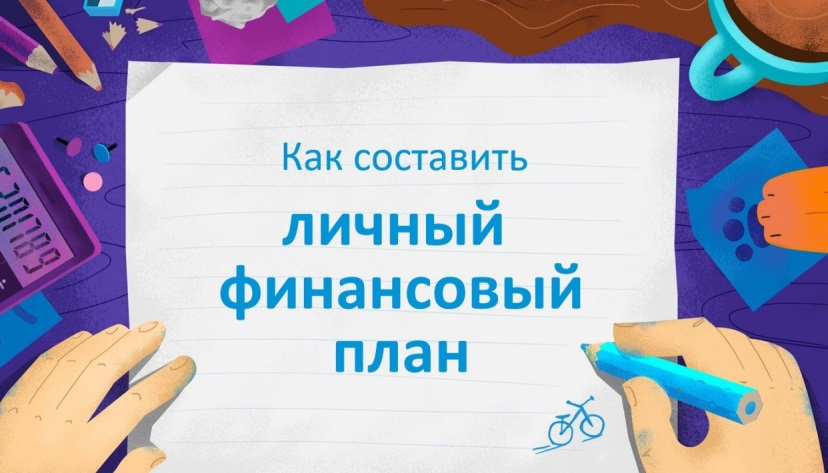 Как составить
личный
финансовый
план